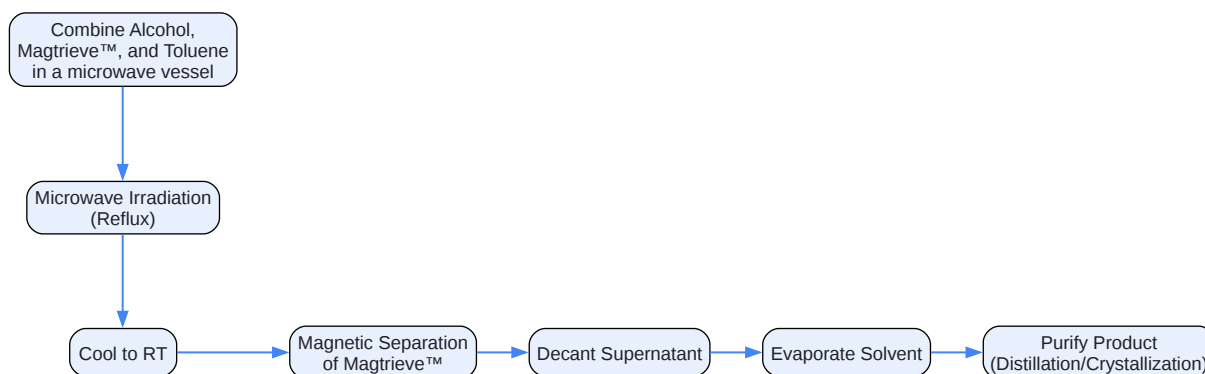 Combine Alcohol,
Magtrieve™, and Toluene
in a microwave vessel
Microwave Irradiation
(Reflux)
Cool to RT
Magnetic Separation
of Magtrieve™
Decant Supernatant
Evaporate Solvent
Purify Product
(Distillation/Crystallization)